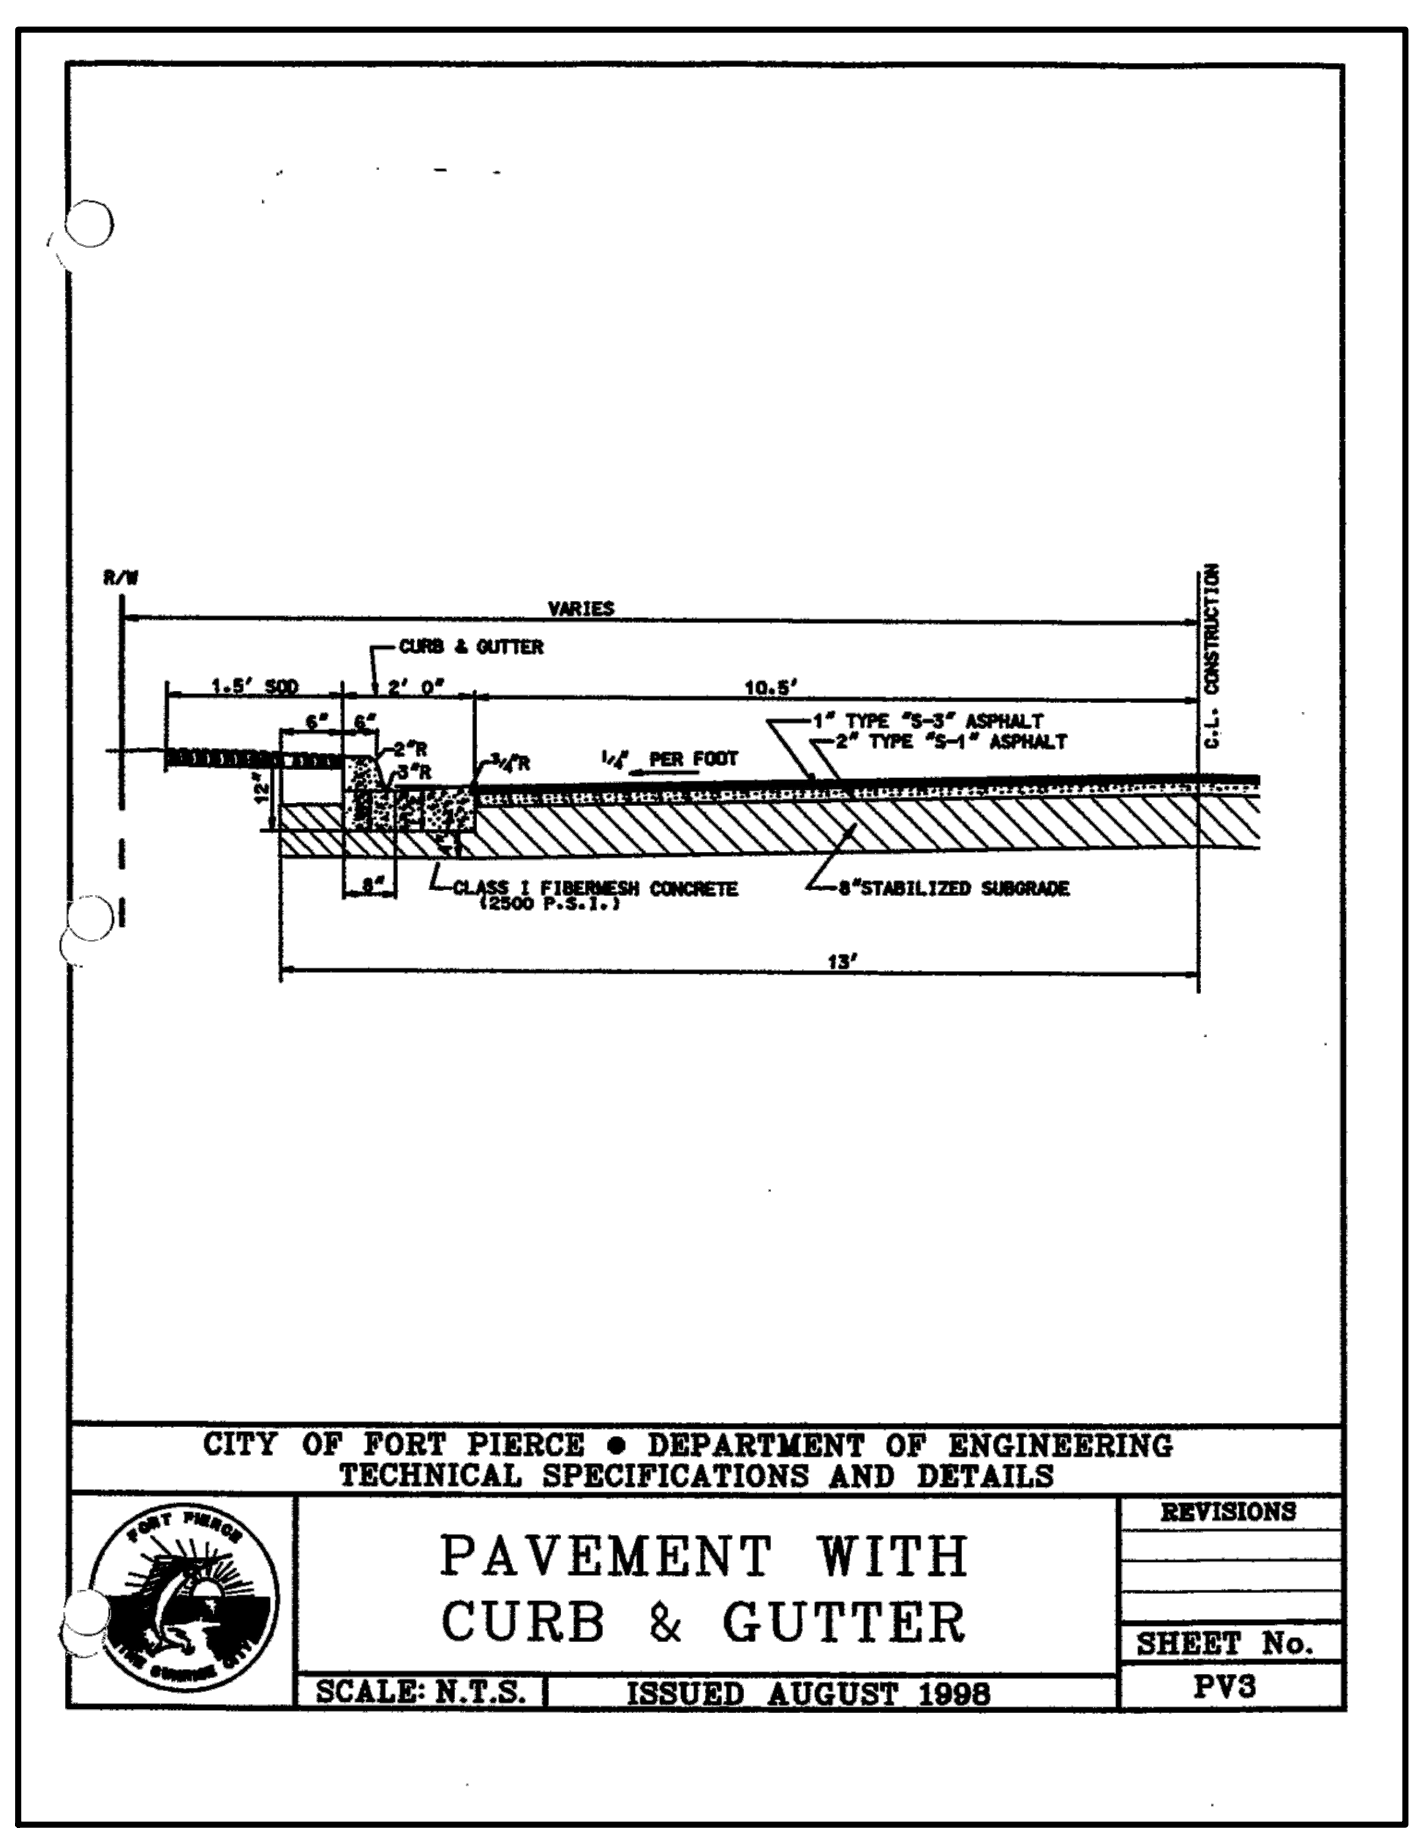 R/W
VARIES
C.L. CONSTRUCTION
CURB & GUTTER
1.5' SOD
2' 0"
10.5'
6"
6"
1" TYPE "S-3" ASPHALT
2" TYPE "S-1" ASPHALT
2"R
3"R
3/4"R
1/4" PER FOOT
12"
4"
8"
CLASS I FIBERMESH CONCRETE
(2500 P.S.I.)
8"STABILIZED SUBGRADE
13'
CITY OF FORT PIERCE ● DEPARTMENT OF ENGINEERING
TECHNICAL SPECIFICATIONS AND DETAILS
FORT PIERCE
SUNRISE CITY
PAVEMENT WITH
CURB & GUTTER
REVISIONS
SHEET No.
PV3
SCALE: N.T.S.
ISSUED AUGUST 1998